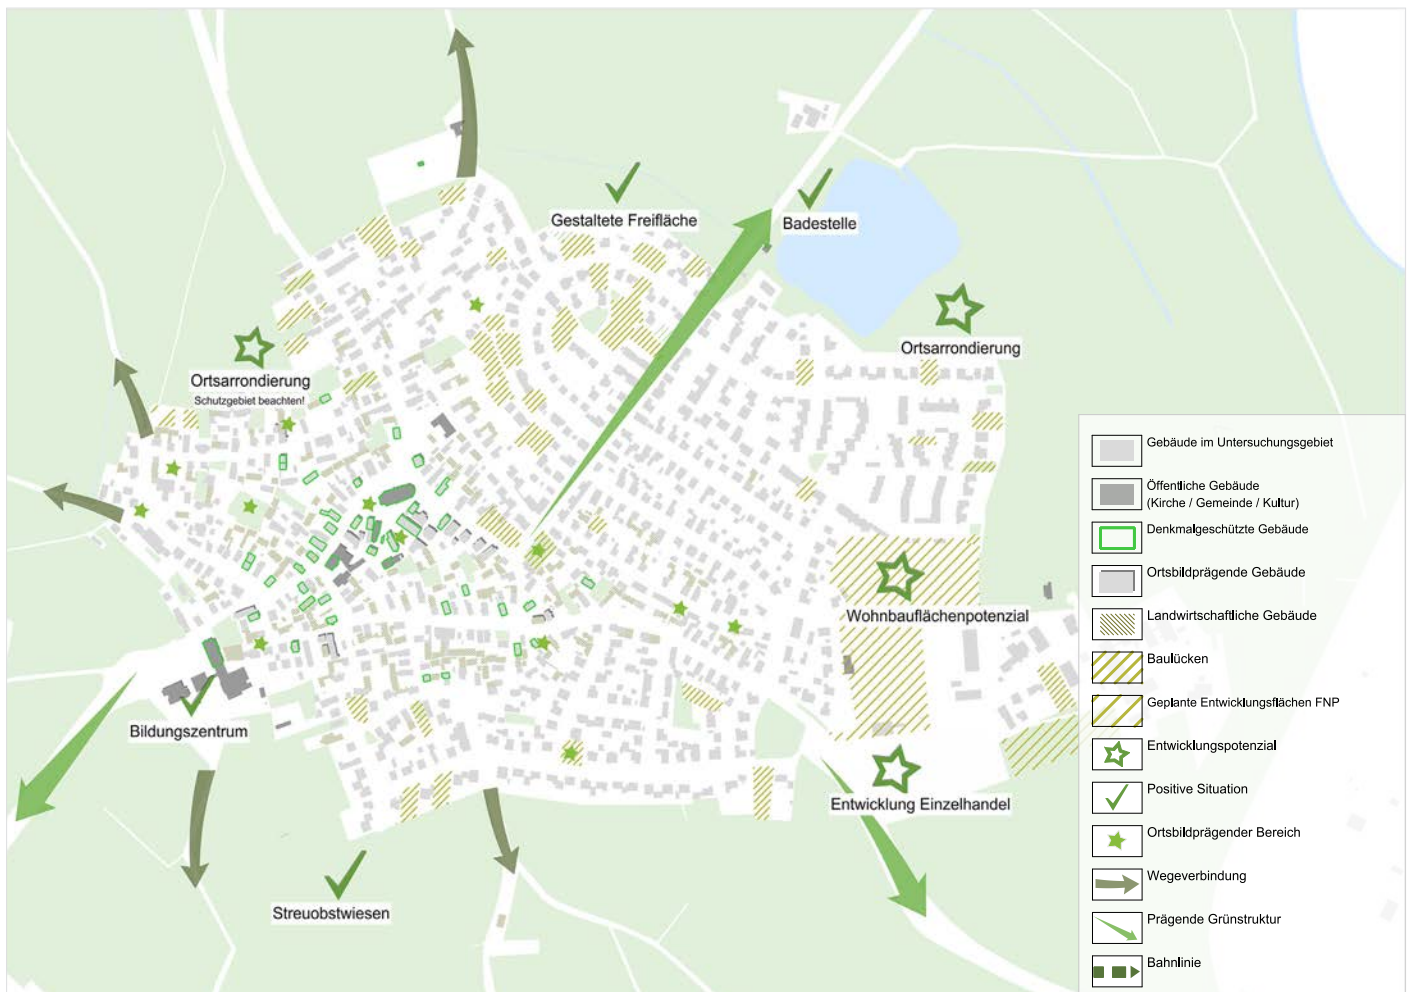 Gestaltete Freifläche
Badestelle
Ortsarrondierung
Ortsarrondierung
Schutzgebiet beachten!
Wohnbauflächenpotenzial
Bildungszentrum
Entwicklung Einzelhandel
Streuobstwiesen
Gebäude im Untersuchungsgebiet
Öffentliche Gebäude
(Kirche / Gemeinde / Kultur)
Denkmalgeschützte Gebäude
Ortsbildprägende Gebäude
Landwirtschaftliche Gebäude
Baulücken
Geplante Entwicklungsflächen FNP
Entwicklungspotenzial
Positive Situation
Ortsbildprägender Bereich
Wegeverbindung
Prägende Grünstruktur
Bahnlinie